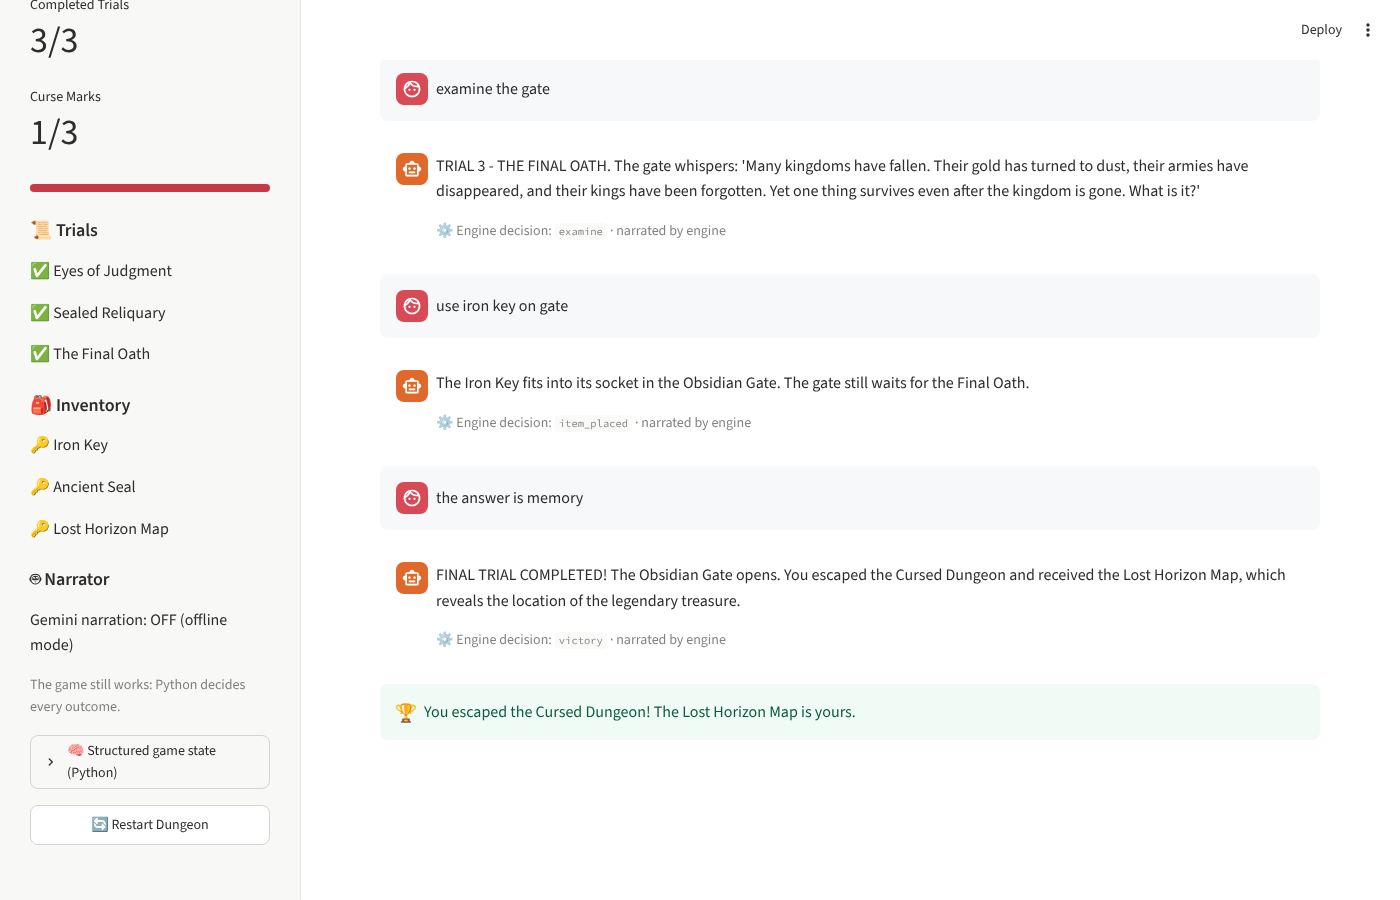 Completed Trials
3/3
Curse Marks
1/3
📜 Trials
✅ Eyes of Judgment
✅ Sealed Reliquary
✅ The Final Oath
🎒 Inventory
🔑 Iron Key
🔑 Ancient Seal
🔑 Lost Horizon Map
Narrator
Gemini narration: OFF (offline
mode)
The game still works: Python decides
every outcome.
🧠 Structured game state
(Python)
🔄 Restart Dungeon
Deploy
examine the gate
TRIAL 3 - THE FINAL OATH. The gate whispers: 'Many kingdoms have fallen. Their gold has turned to dust, their armies have
disappeared, and their kings have been forgotten. Yet one thing survives even after the kingdom is gone. What is it?'
⚙️ Engine decision: examine · narrated by engine
use iron key on gate
The Iron Key fits into its socket in the Obsidian Gate. The gate still waits for the Final Oath.
⚙️ Engine decision: item_placed · narrated by engine
the answer is memory
FINAL TRIAL COMPLETED! The Obsidian Gate opens. You escaped the Cursed Dungeon and received the Lost Horizon Map, which
reveals the location of the legendary treasure.
⚙️ Engine decision: victory · narrated by engine
🏆 You escaped the Cursed Dungeon! The Lost Horizon Map is yours.